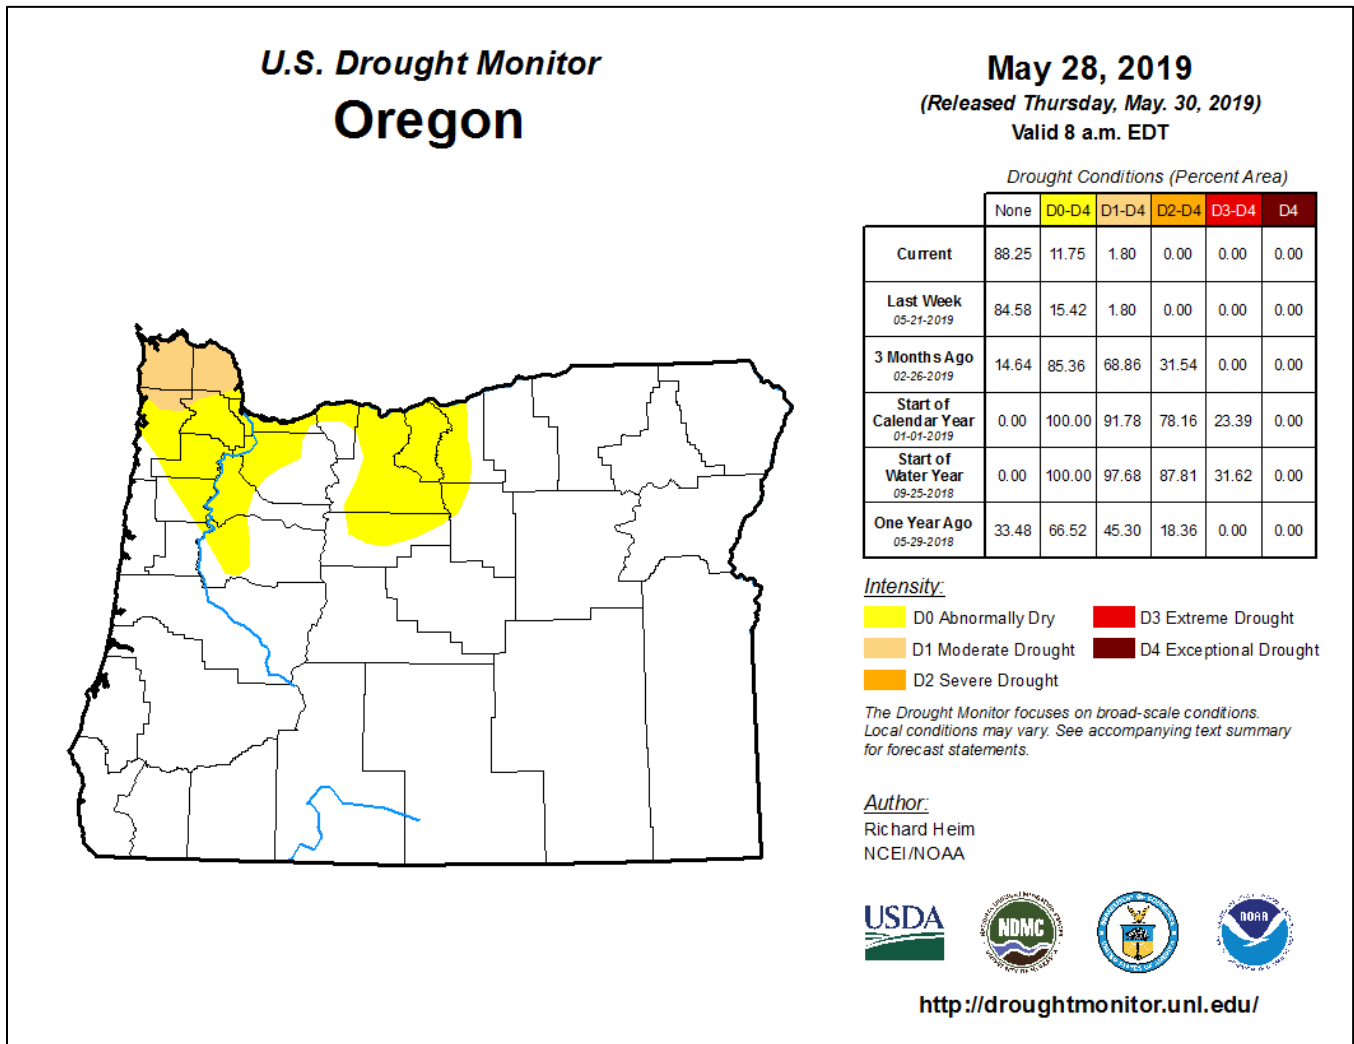 U.S. Drought Monitor
Oregon
May 28, 2019
(Released Thursday, May. 30, 2019)
Valid 8 a.m. EDT
Drought Conditions (Percent Area)
None D0-D4 D1-D4 D2-D4 D3-D4 D4
Current 88.25 11.75 1.80 0.00 0.00 0.00
Last Week
05-21-2019 84.58 15.42 1.80 0.00 0.00 0.00
3 Months Ago
02-26-2019 14.64 85.36 68.86 31.54 0.00 0.00
Start of
Calendar Year
01-01-2019 0.00 100.00 91.78 78.16 23.39 0.00
Start of
Water Year
09-25-2018 0.00 100.00 97.68 87.81 31.62 0.00
One Year Ago
05-29-2018 33.48 66.52 45.30 18.36 0.00 0.00
Intensity:
D0 Abnormally Dry D3 Extreme Drought
D1 Moderate Drought D4 Exceptional Drought
D2 Severe Drought
The Drought Monitor focuses on broad-scale conditions.
Local conditions may vary. See accompanying text summary
for forecast statements.
Author:
Richard Heim
NCEI/NOAA
USDA NDMC NOAA
http://droughtmonitor.unl.edu/